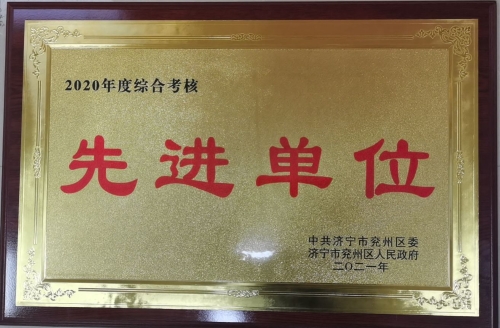 2020年度综合考核
先进单位
中共济宁市兖州区委
济宁市兖州区人民政府
二〇二一年